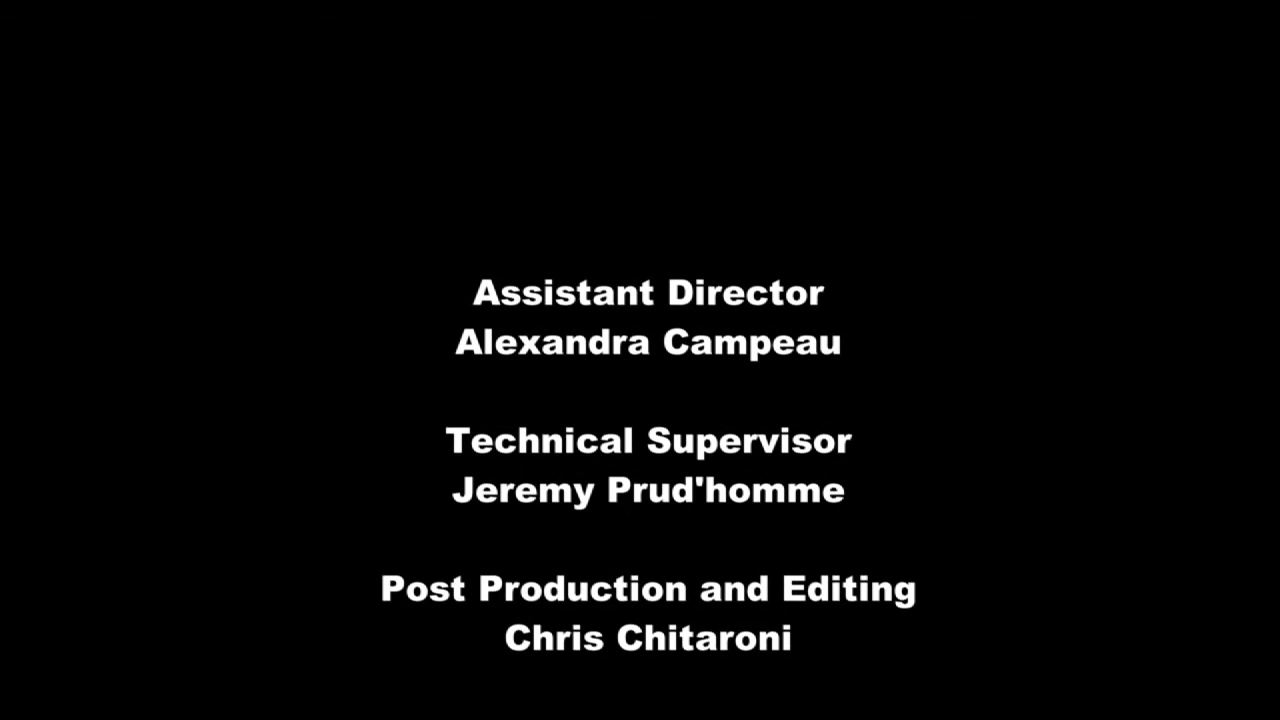 Assistant Director
Alexandra Campeau
Technical Supervisor
Jeremy Prud'homme
Post Production and Editing
Chris Chitaroni